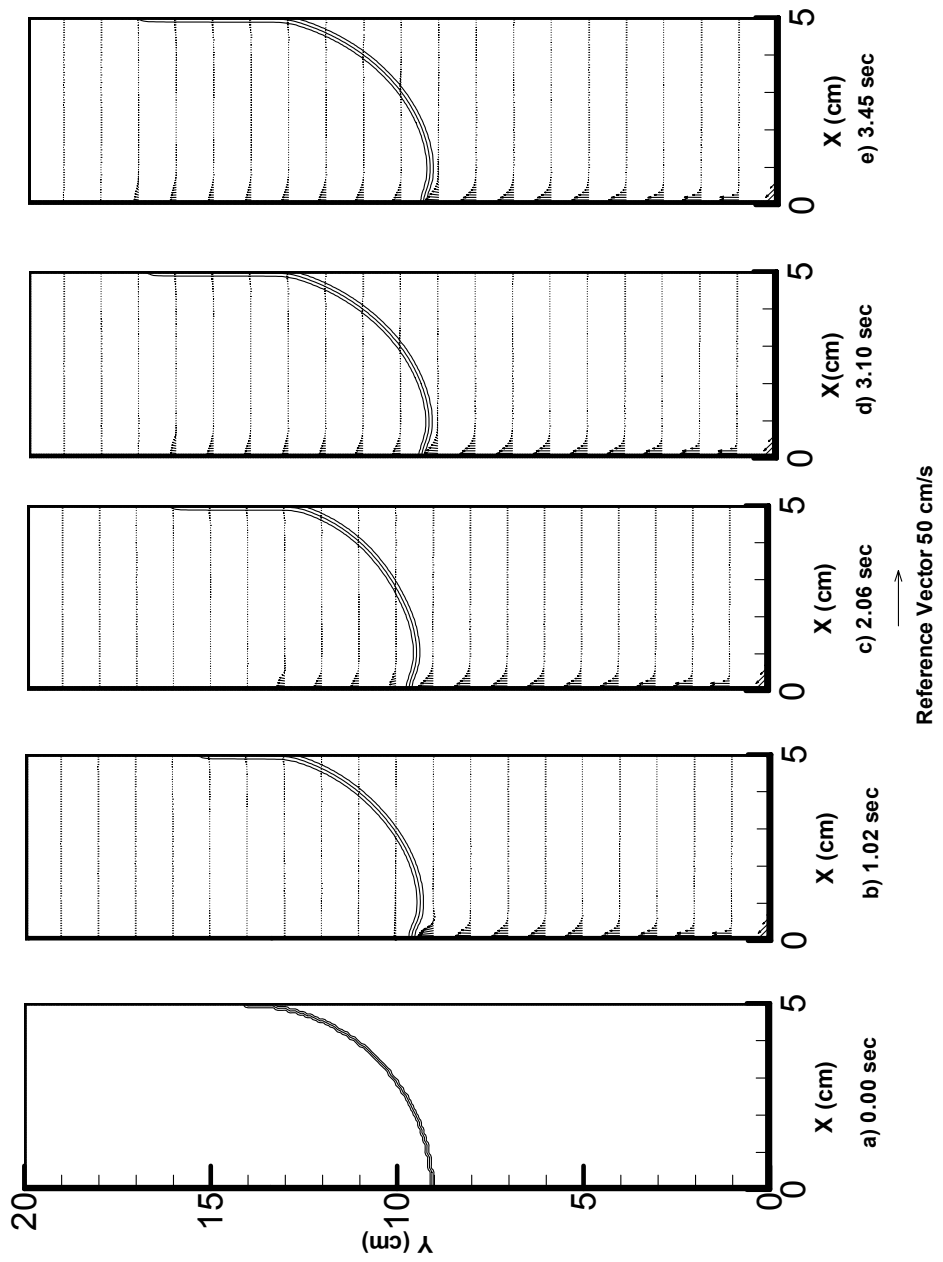 20
15
10
5
0
Y (cm)
0
5
X (cm)
a) 0.00 sec
0
5
X (cm)
b) 1.02 sec
0
5
X (cm)
c) 2.06 sec
0
5
X(cm)
d) 3.10 sec
0
5
X (cm)
e) 3.45 sec
Reference Vector 50 cm/s